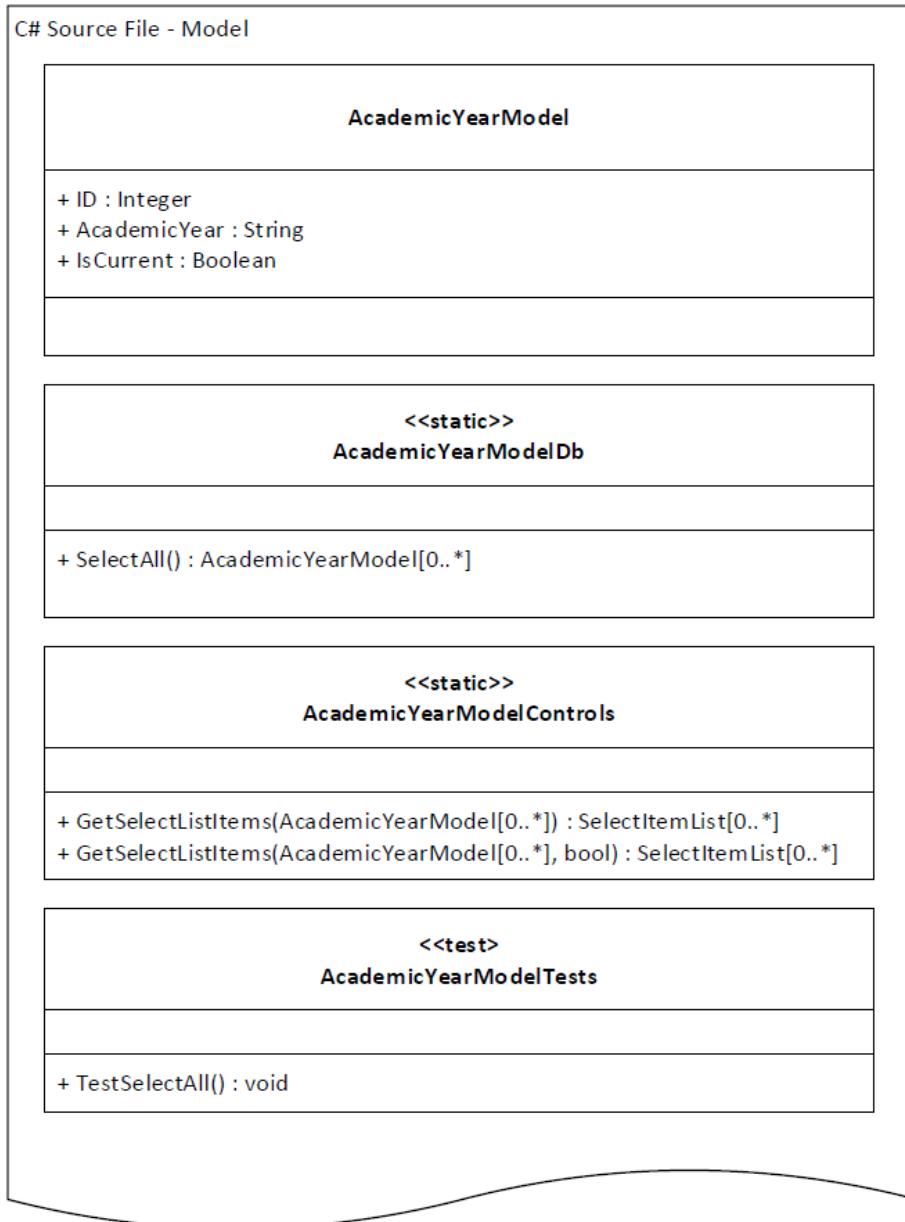 C# Source File - Model
AcademicYearModel
+ ID : Integer
+ AcademicYear : String
+ IsCurrent : Boolean
<<static>>
AcademicYearModelDb
+ SelectAll() : AcademicYearModel[0..*]
<<static>>
AcademicYearModelControls
+ GetSelectListItems(AcademicYearModel[0..*]) : SelectItemList[0..*]
+ GetSelectListItems(AcademicYearModel[0..*], bool) : SelectItemList[0..*]
<<test>
AcademicYearModelTests
+ TestSelectAll() : void